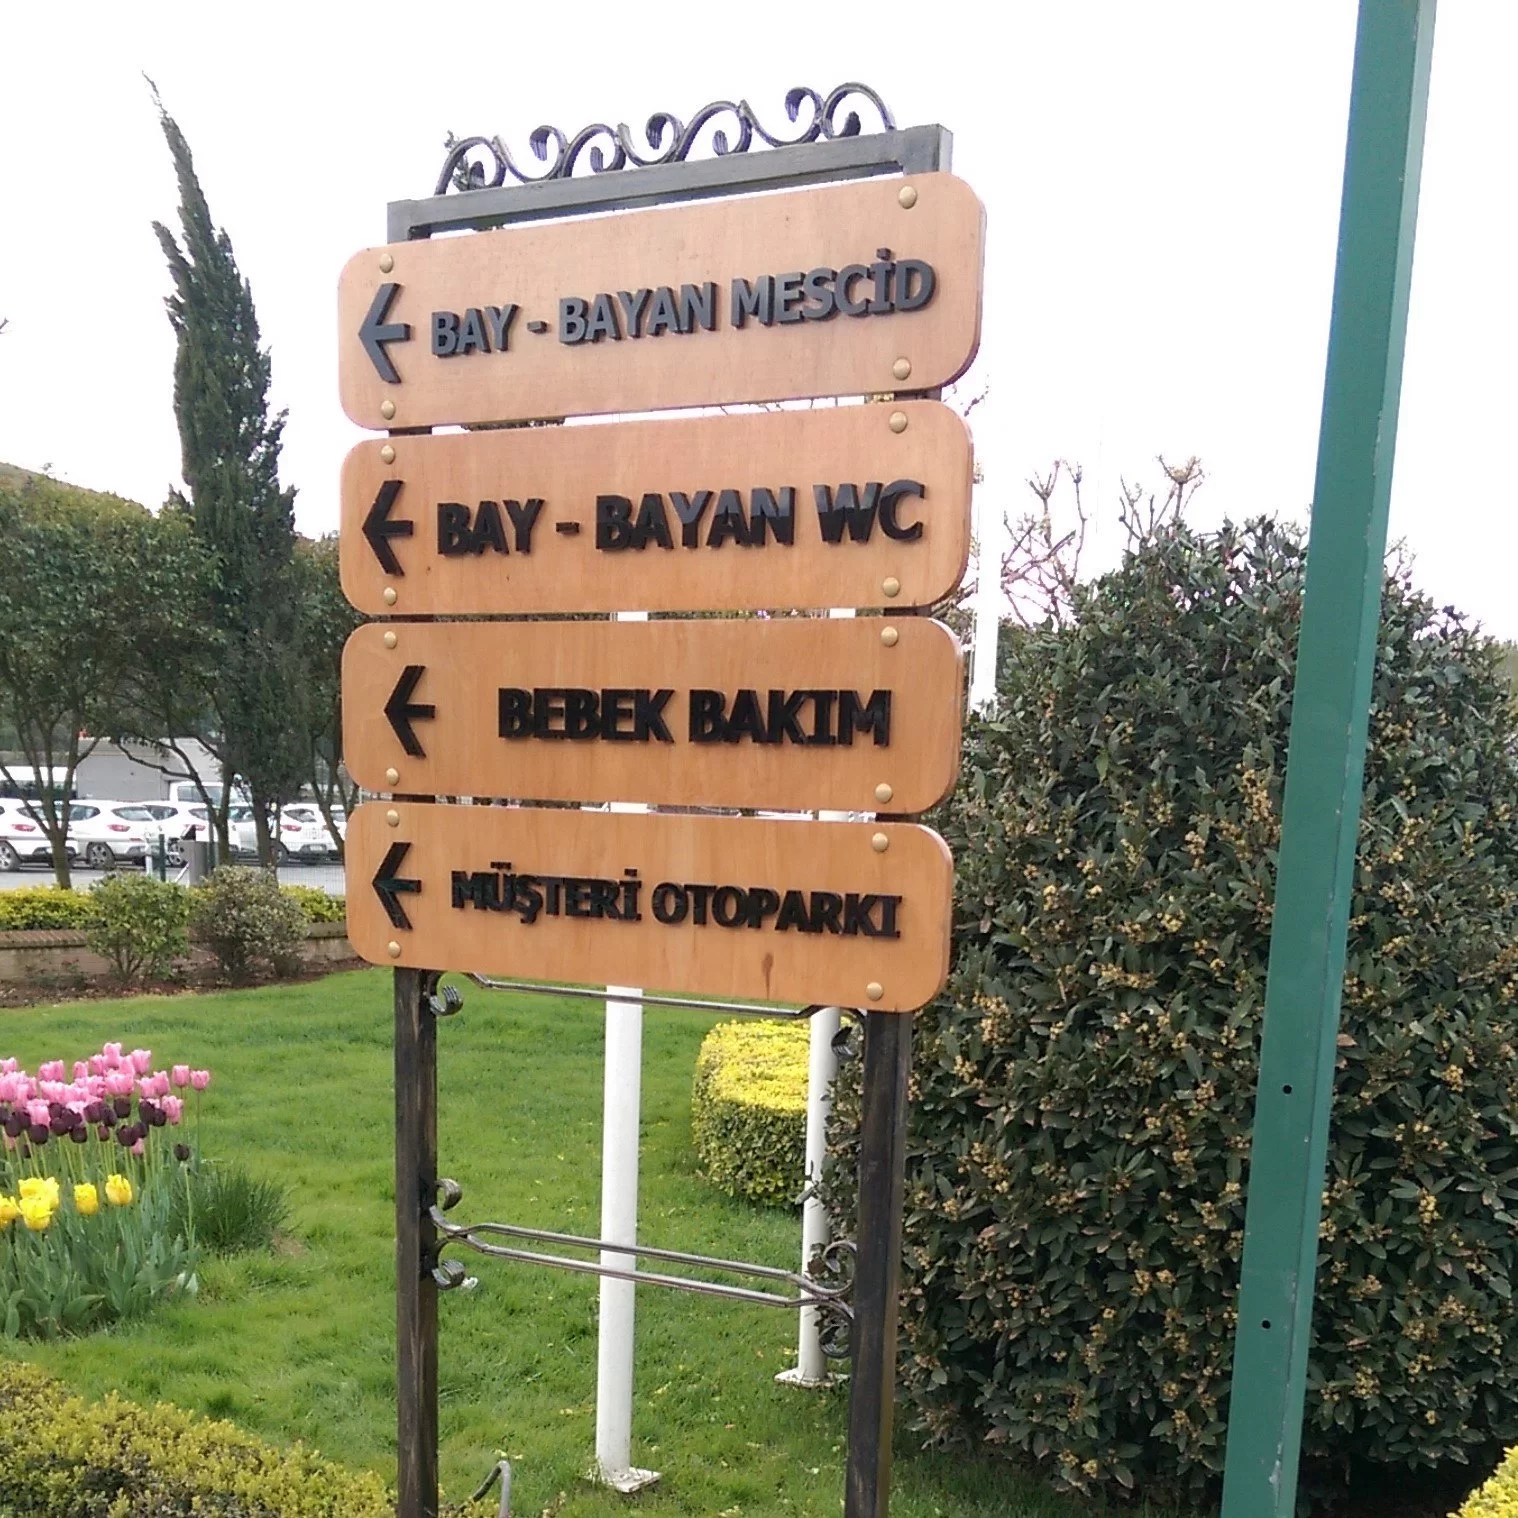 BAY - BAYAN MESCİD
BAY - BAYAN WC
BEBEK BAKIM
MÜŞTERİ OTOPARKI